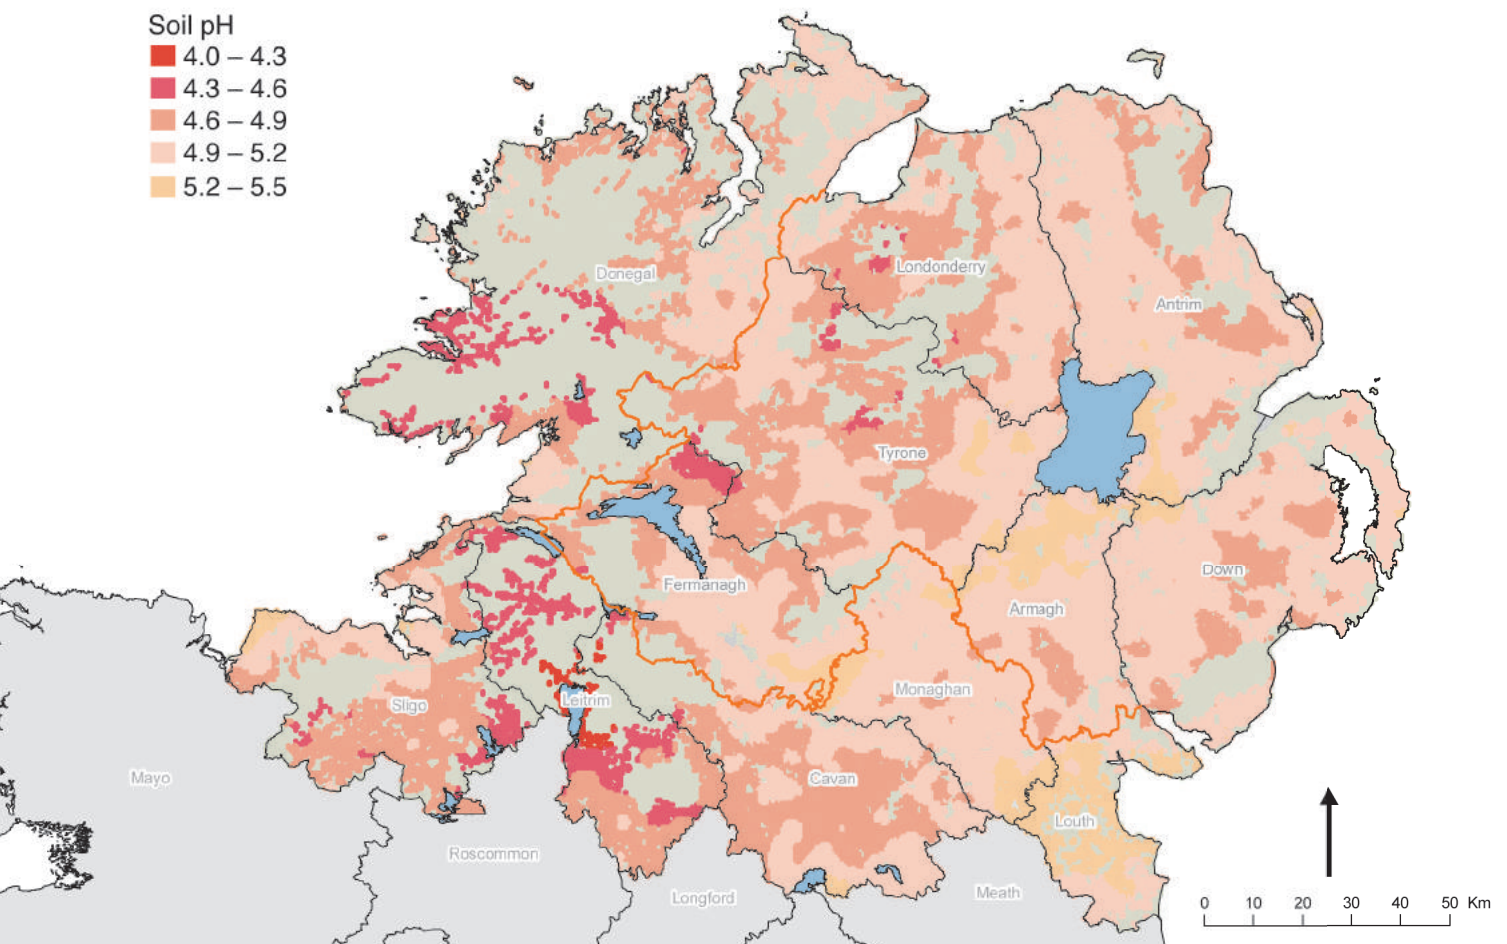 Soil pH
4.0 – 4.3
4.3 – 4.6
4.6 – 4.9
4.9 – 5.2
5.2 – 5.5
Donegal
Londonderry
Antrim
Tyrone
Fermanagh
Down
Armagh
Monaghan
Leitrim
Sligo
Mayo
Cavan
Louth
Roscommon
Longford
Meath
0 10 20 30 40 50 Km